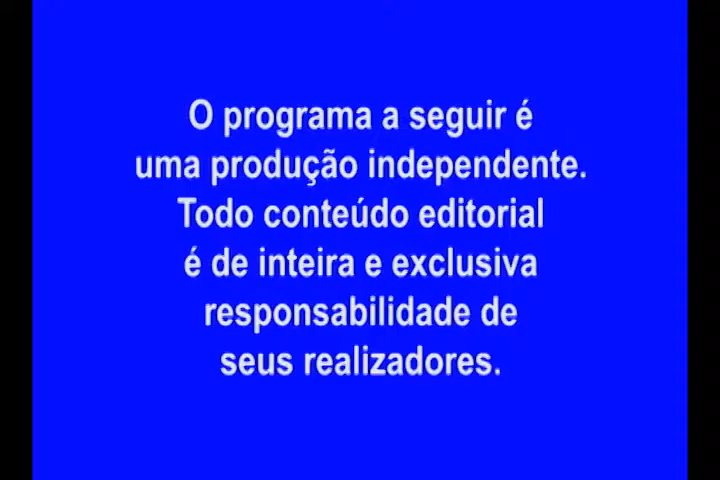 O programa a seguir é
uma produção independente.
Todo conteúdo editorial
é de inteira e exclusiva
responsabilidade de
seus realizadores.